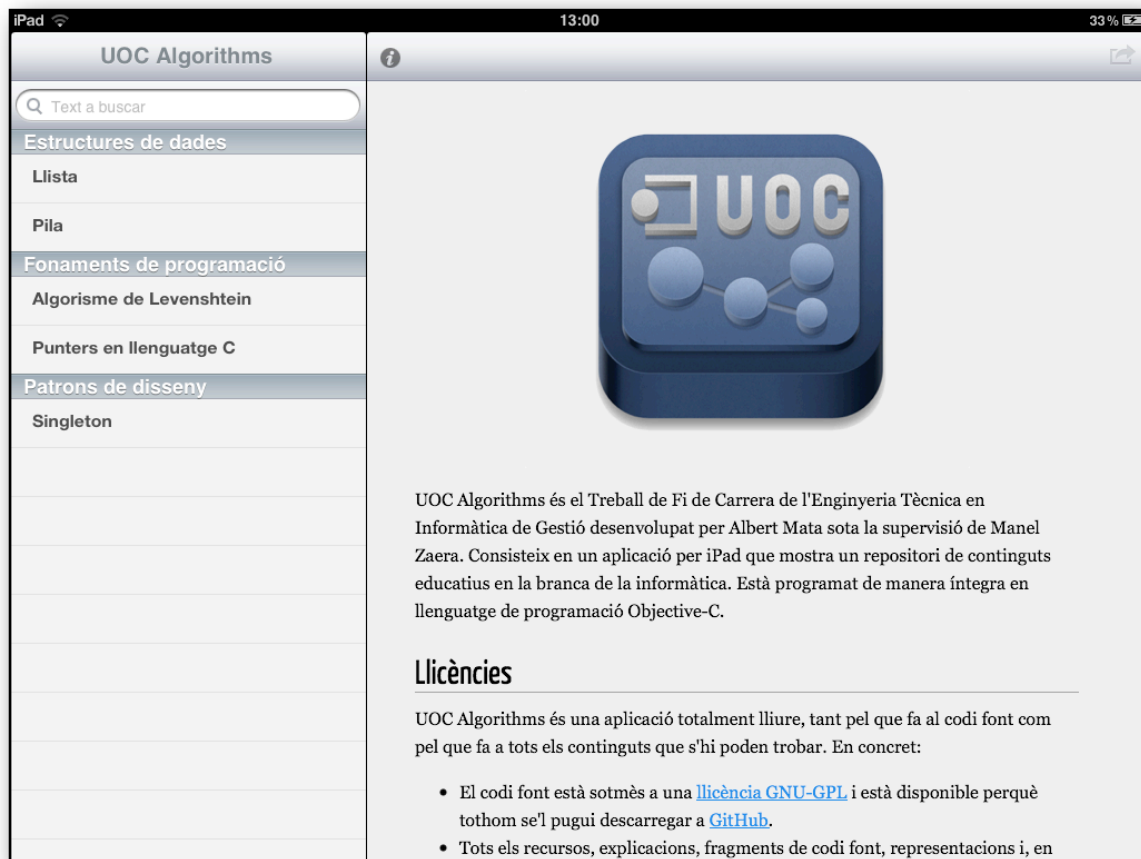 iPad
13:00
33%
UOC Algorithms
Text a buscar
Estructures de dades
Llista
Pila
Fonaments de programació
Algorisme de Levenshtein
Punters en llenguatge C
Patrons de disseny
Singleton
UOC
UOC Algorithms és el Treball de Fi de Carrera de l'Enginyeria Tècnica en
Informàtica de Gestió desenvolupat per Albert Mata sota la supervisió de Manel
Zaera. Consisteix en un aplicació per iPad que mostra un repositori de continguts
educatius en la branca de la informàtica. Està programat de manera íntegra en
llenguatge de programació Objective-C.
Llicències
UOC Algorithms és una aplicació totalment lliure, tant pel que fa al codi font com
pel que fa a tots els continguts que s'hi poden trobar. En concret:
• El codi font està sotmès a una llicència GNU-GPL i està disponible perquè
tothom se'l pugui descarregar a GitHub.
• Tots els recursos, explicacions, fragments de codi font, representacions i, en